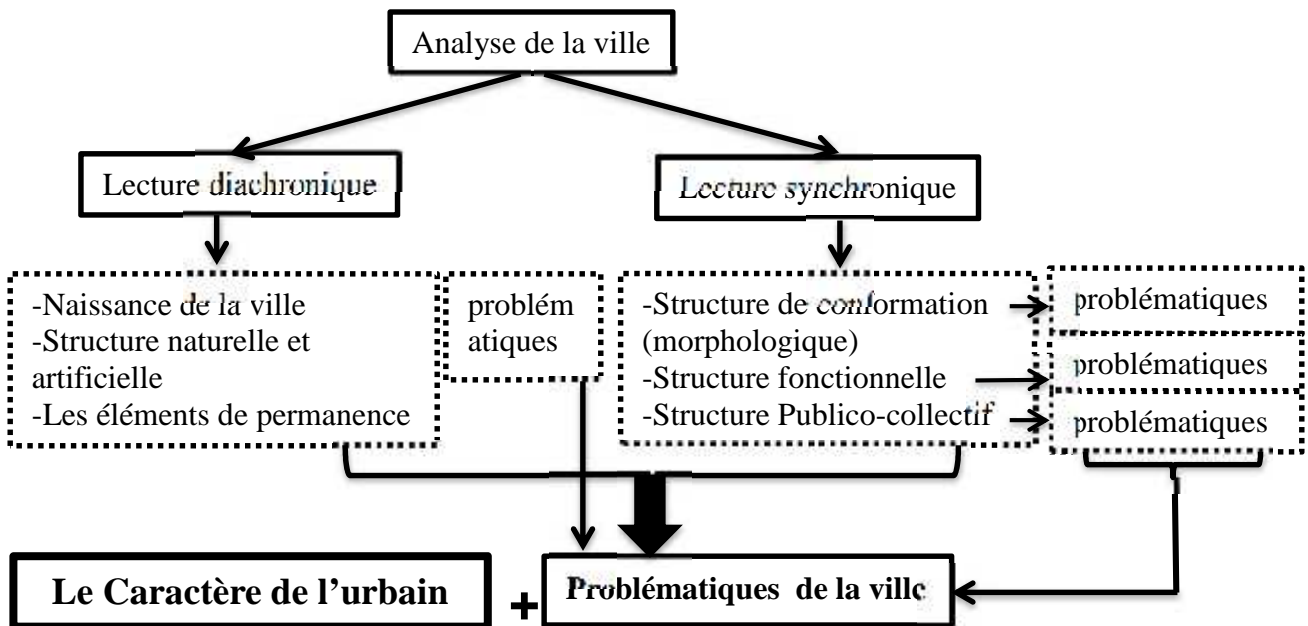 Analyse de la ville
Lecture diachronique
Lecture synchronique
-Naissance de la ville
-Structure naturelle et
artificielle
-Les éléments de permanence
problém
atiques
-Structure de conformation
(morphologique)
-Structure fonctionnelle
-Structure Publico-collectif
problématiques
problématiques
problématiques
Le Caractère de l’urbain
+
Problématiques de la ville